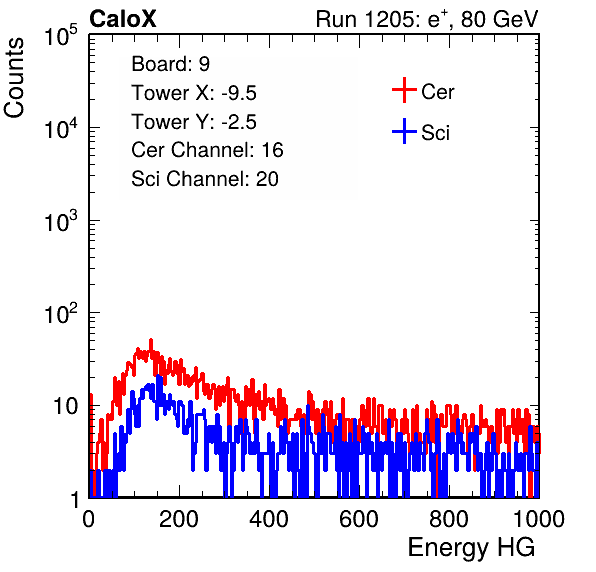 CaloX Run 1205: e⁺, 80 GeV
Counts
10⁵
10⁴
10³
10²
10
1
Board: 9
Tower X: -9.5
Tower Y: -2.5
Cer Channel: 16
Sci Channel: 20
Cer
Sci
0 200 400 600 800 1000
Energy HG